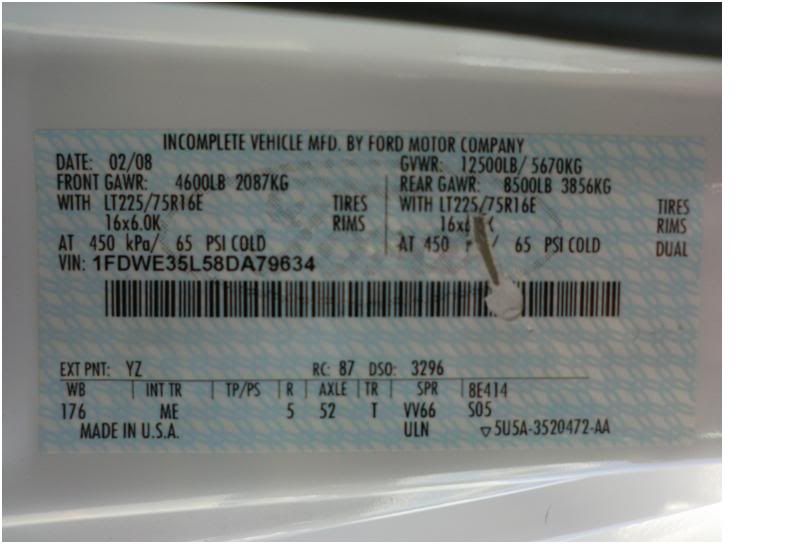 INCOMPLETE VEHICLE MFD. BY FORD MOTOR COMPANY
DATE: 02/08 GVWR: 12500LB/ 5670KG
FRONT GAWR: 4600LB 2087KG REAR GAWR: 8500LB 3856KG
WITH LT225/75R16E TIRES WITH LT225/75R16E TIRES
16x6.0K RIMS RIMS
AT 450 kPa/ 65 PSI COLD AT 450 65 PSI COLD DUAL
VIN: 1FDWE35L58DA79634
EXT PNT: YZ RC: 87 DSO: 3296
WB INT TR TP/PS R AXLE TR SPR 8E414
176 ME 5 52 T VV66 S05
MADE IN U.S.A. ULN ▽5U5A-3520472-AA